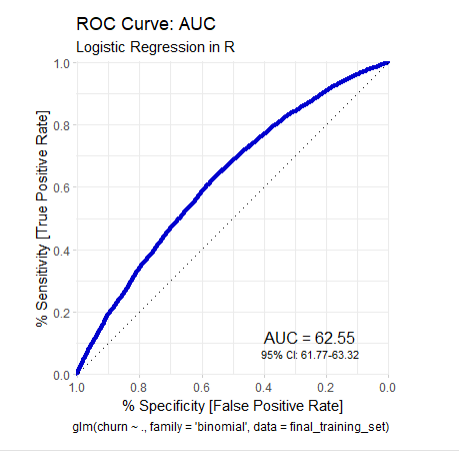 ROC Curve: AUC
Logistic Regression in R
% Sensitivity [True Positive Rate]
1.0
0.8
0.6
0.4
0.2
0.0
AUC = 62.55
95% CI: 61.77-63.32
1.0 0.8 0.6 0.4 0.2 0.0
% Specificity [False Positive Rate]
glm(churn ~ ., family = 'binomial', data = final_training_set)